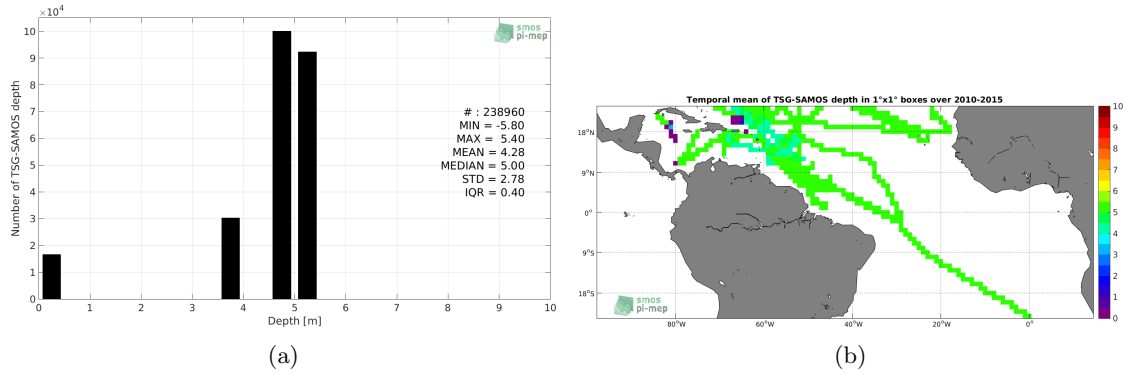 ×10⁴
smos
pi-mep
10
9
8
7
6
5
4
3
2
1
0
Number of TSG-SAMOS depth
# : 238960
MIN = -5.80
MAX = 5.40
MEAN = 4.28
MEDIAN = 5.00
STD = 2.78
IQR = 0.40
0 1 2 3 4 5 6 7 8 9 10
Depth [m]
(a)
Temporal mean of TSG-SAMOS depth in 1°x1° boxes over 2010-2015
18°N
9°N
0°
9°S
18°S
80°W 60°W 40°W 20°W 0°
smos
pi-mep
10
9
8
7
6
5
4
3
2
1
0
(b)